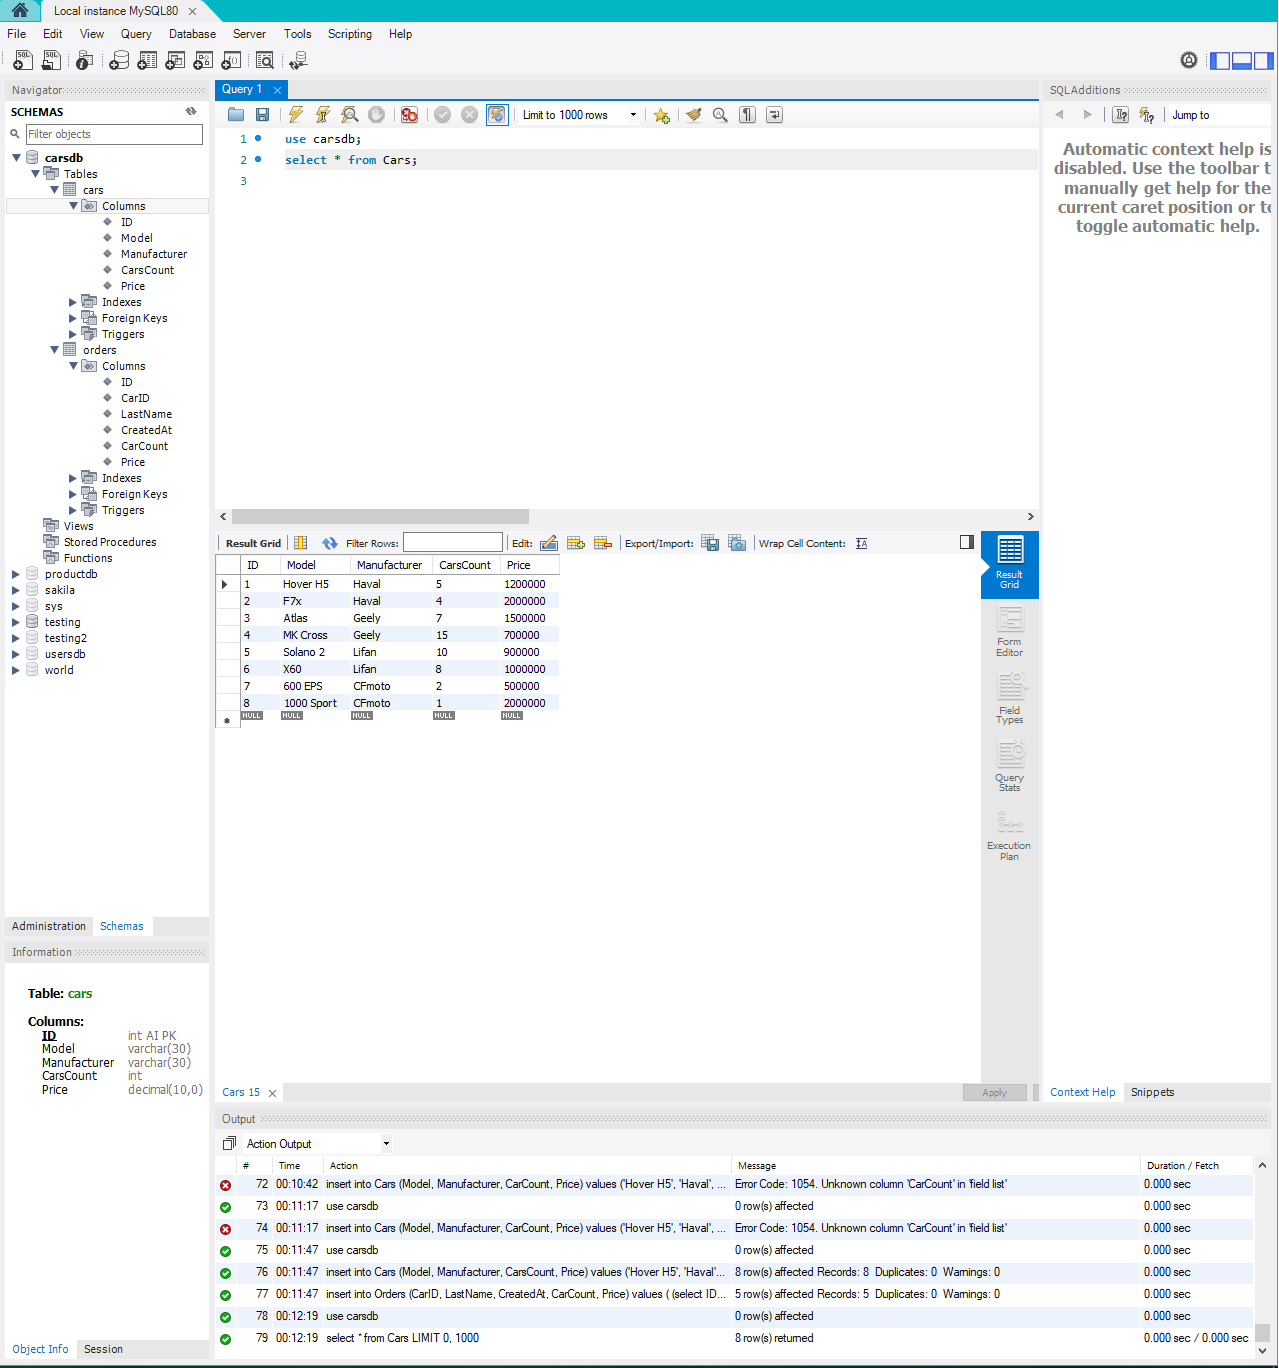 Local instance MySQL80
File Edit View Query Database Server Tools Scripting Help
Navigator
SCHEMAS
Filter objects
carsdb
Tables
cars
Columns
ID
Model
Manufacturer
CarsCount
Price
Indexes
Foreign Keys
Triggers
orders
Columns
ID
CarID
LastName
CreatedAt
CarCount
Price
Indexes
Foreign Keys
Triggers
Views
Stored Procedures
Functions
productdb
sakila
sys
testing
testing2
usersdb
world
Administration Schemas
Information
Table: cars
Columns:
ID int AI PK
Model varchar(30)
Manufacturer varchar(30)
CarsCount int
Price decimal(10,0)
Object Info Session
Query 1
Limit to 1000 rows
1 use carsdb;
2 select * from Cars;
3
Result Grid Filter Rows: Edit: Export/Import: Wrap Cell Content:
ID Model Manufacturer CarsCount Price
1 Hover H5 Haval 5 1200000
2 F7x Haval 4 2000000
3 Atlas Geely 7 1500000
4 MK Cross Geely 15 700000
5 Solano 2 Lifan 10 900000
6 X60 Lifan 8 1000000
7 600 EPS CFmoto 2 500000
8 1000 Sport CFmoto 1 2000000
NULL NULL NULL NULL NULL
Result
Grid
Form
Editor
Field
Types
Query
Stats
Execution
Plan
Cars 15
Apply
SQLAdditions
Jump to
Automatic context help is
disabled. Use the toolbar t
manually get help for the
current caret position or to
toggle automatic help.
Context Help Snippets
Output
Action Output
# Time Action Message Duration / Fetch
72 00:10:42 insert into Cars (Model, Manufacturer, CarCount, Price) values ('Hover H5', 'Haval', ... Error Code: 1054. Unknown column 'CarCount' in 'field list' 0.000 sec
73 00:11:17 use carsdb 0 row(s) affected 0.000 sec
74 00:11:17 insert into Cars (Model, Manufacturer, CarCount, Price) values ('Hover H5', 'Haval', ... Error Code: 1054. Unknown column 'CarCount' in 'field list' 0.000 sec
75 00:11:47 use carsdb 0 row(s) affected 0.000 sec
76 00:11:47 insert into Cars (Model, Manufacturer, CarsCount, Price) values ('Hover H5', 'Haval'... 8 row(s) affected Records: 8 Duplicates: 0 Warnings: 0 0.000 sec
77 00:11:47 insert into Orders (CarID, LastName, CreatedAt, CarCount, Price) values ( (select ID... 5 row(s) affected Records: 5 Duplicates: 0 Warnings: 0 0.000 sec
78 00:12:19 use carsdb 0 row(s) affected 0.000 sec
79 00:12:19 select * from Cars LIMIT 0, 1000 8 row(s) returned 0.000 sec / 0.000 sec